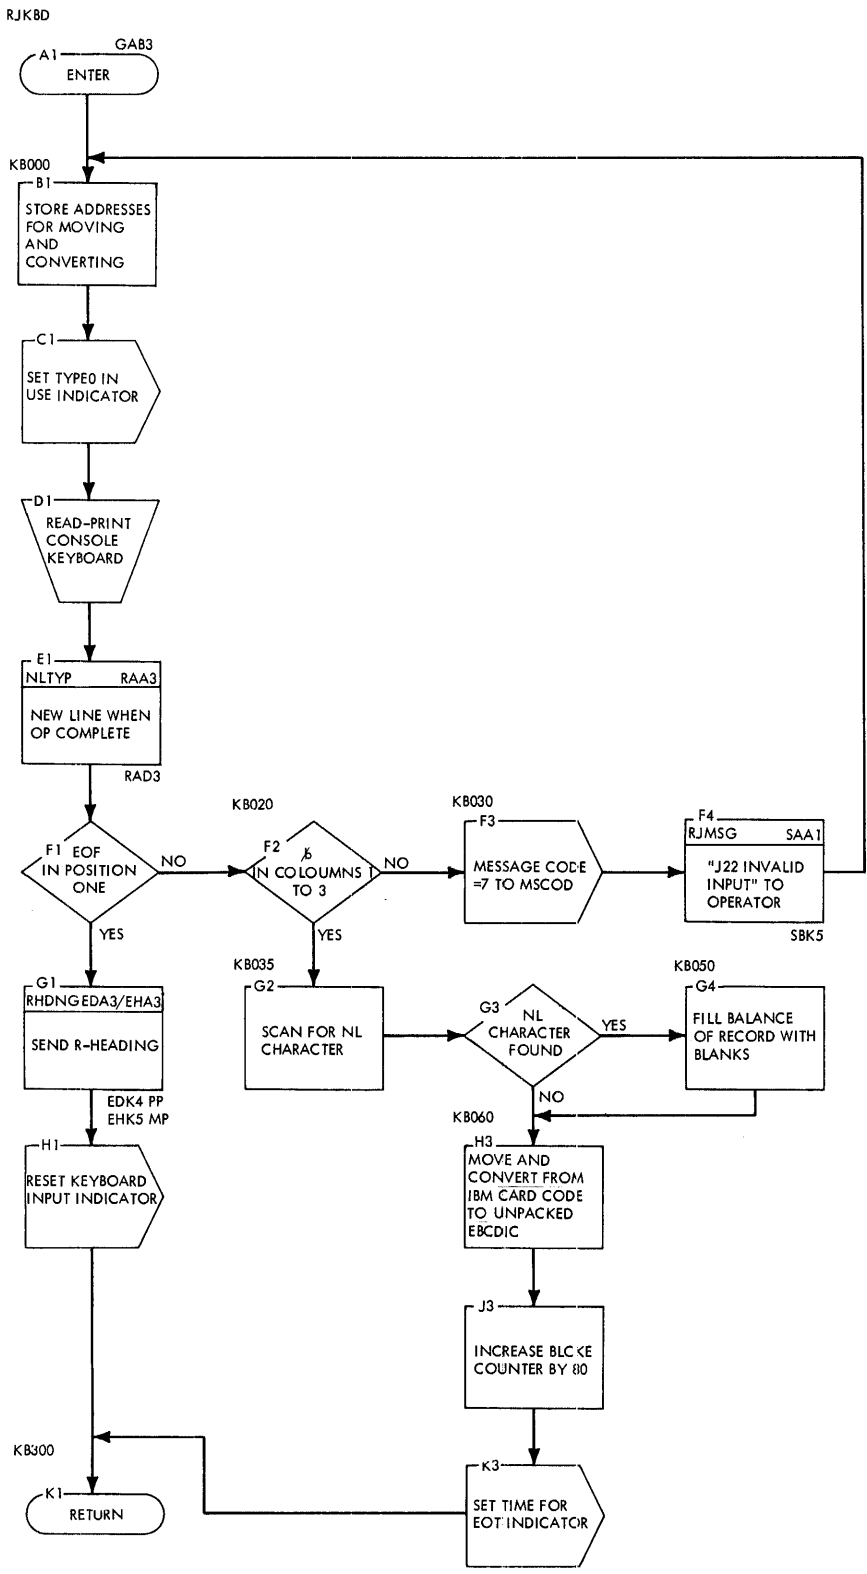 RJKBD
A1
GAB3
ENTER
KB000
B1
STORE ADDRESSES
FOR MOVING
AND
CONVERTING
C1
SET TYPE0 IN
USE INDICATOR
D1
READ-PRINT
CONSOLE
KEYBOARD
E1
NLTYP RAA3
NEW LINE WHEN
OP COMPLETE
RAD3
F1 EOF
IN POSITION
ONE
NO
YES
KB020
F2 ƀ
IN COLOUMNS 1
TO 3
NO
YES
KB030
F3
MESSAGE CODE
=7 TO MSCOD
F4
RJMSG SAA1
"J22 INVALID
INPUT" TO
OPERATOR
SBK5
G1
RHDNG EDA3/EHA3
SEND R-HEADING
EDK4 PP
EHK5 MP
KB035
G2
SCAN FOR NL
CHARACTER
G3 NL
CHARACTER
FOUND
YES
NO
KB050
G4
FILL BALANCE
OF RECORD WITH
BLANKS
H1
RESET KEYBOARD
INPUT INDICATOR
KB060
H3
MOVE AND
CONVERT FROM
IBM CARD CODE
TO UNPACKED
EBCDIC
J3
INCREASE BLCKE
COUNTER BY 80
KB300
K1
RETURN
K3
SET TIME FOR
EOT INDICATOR